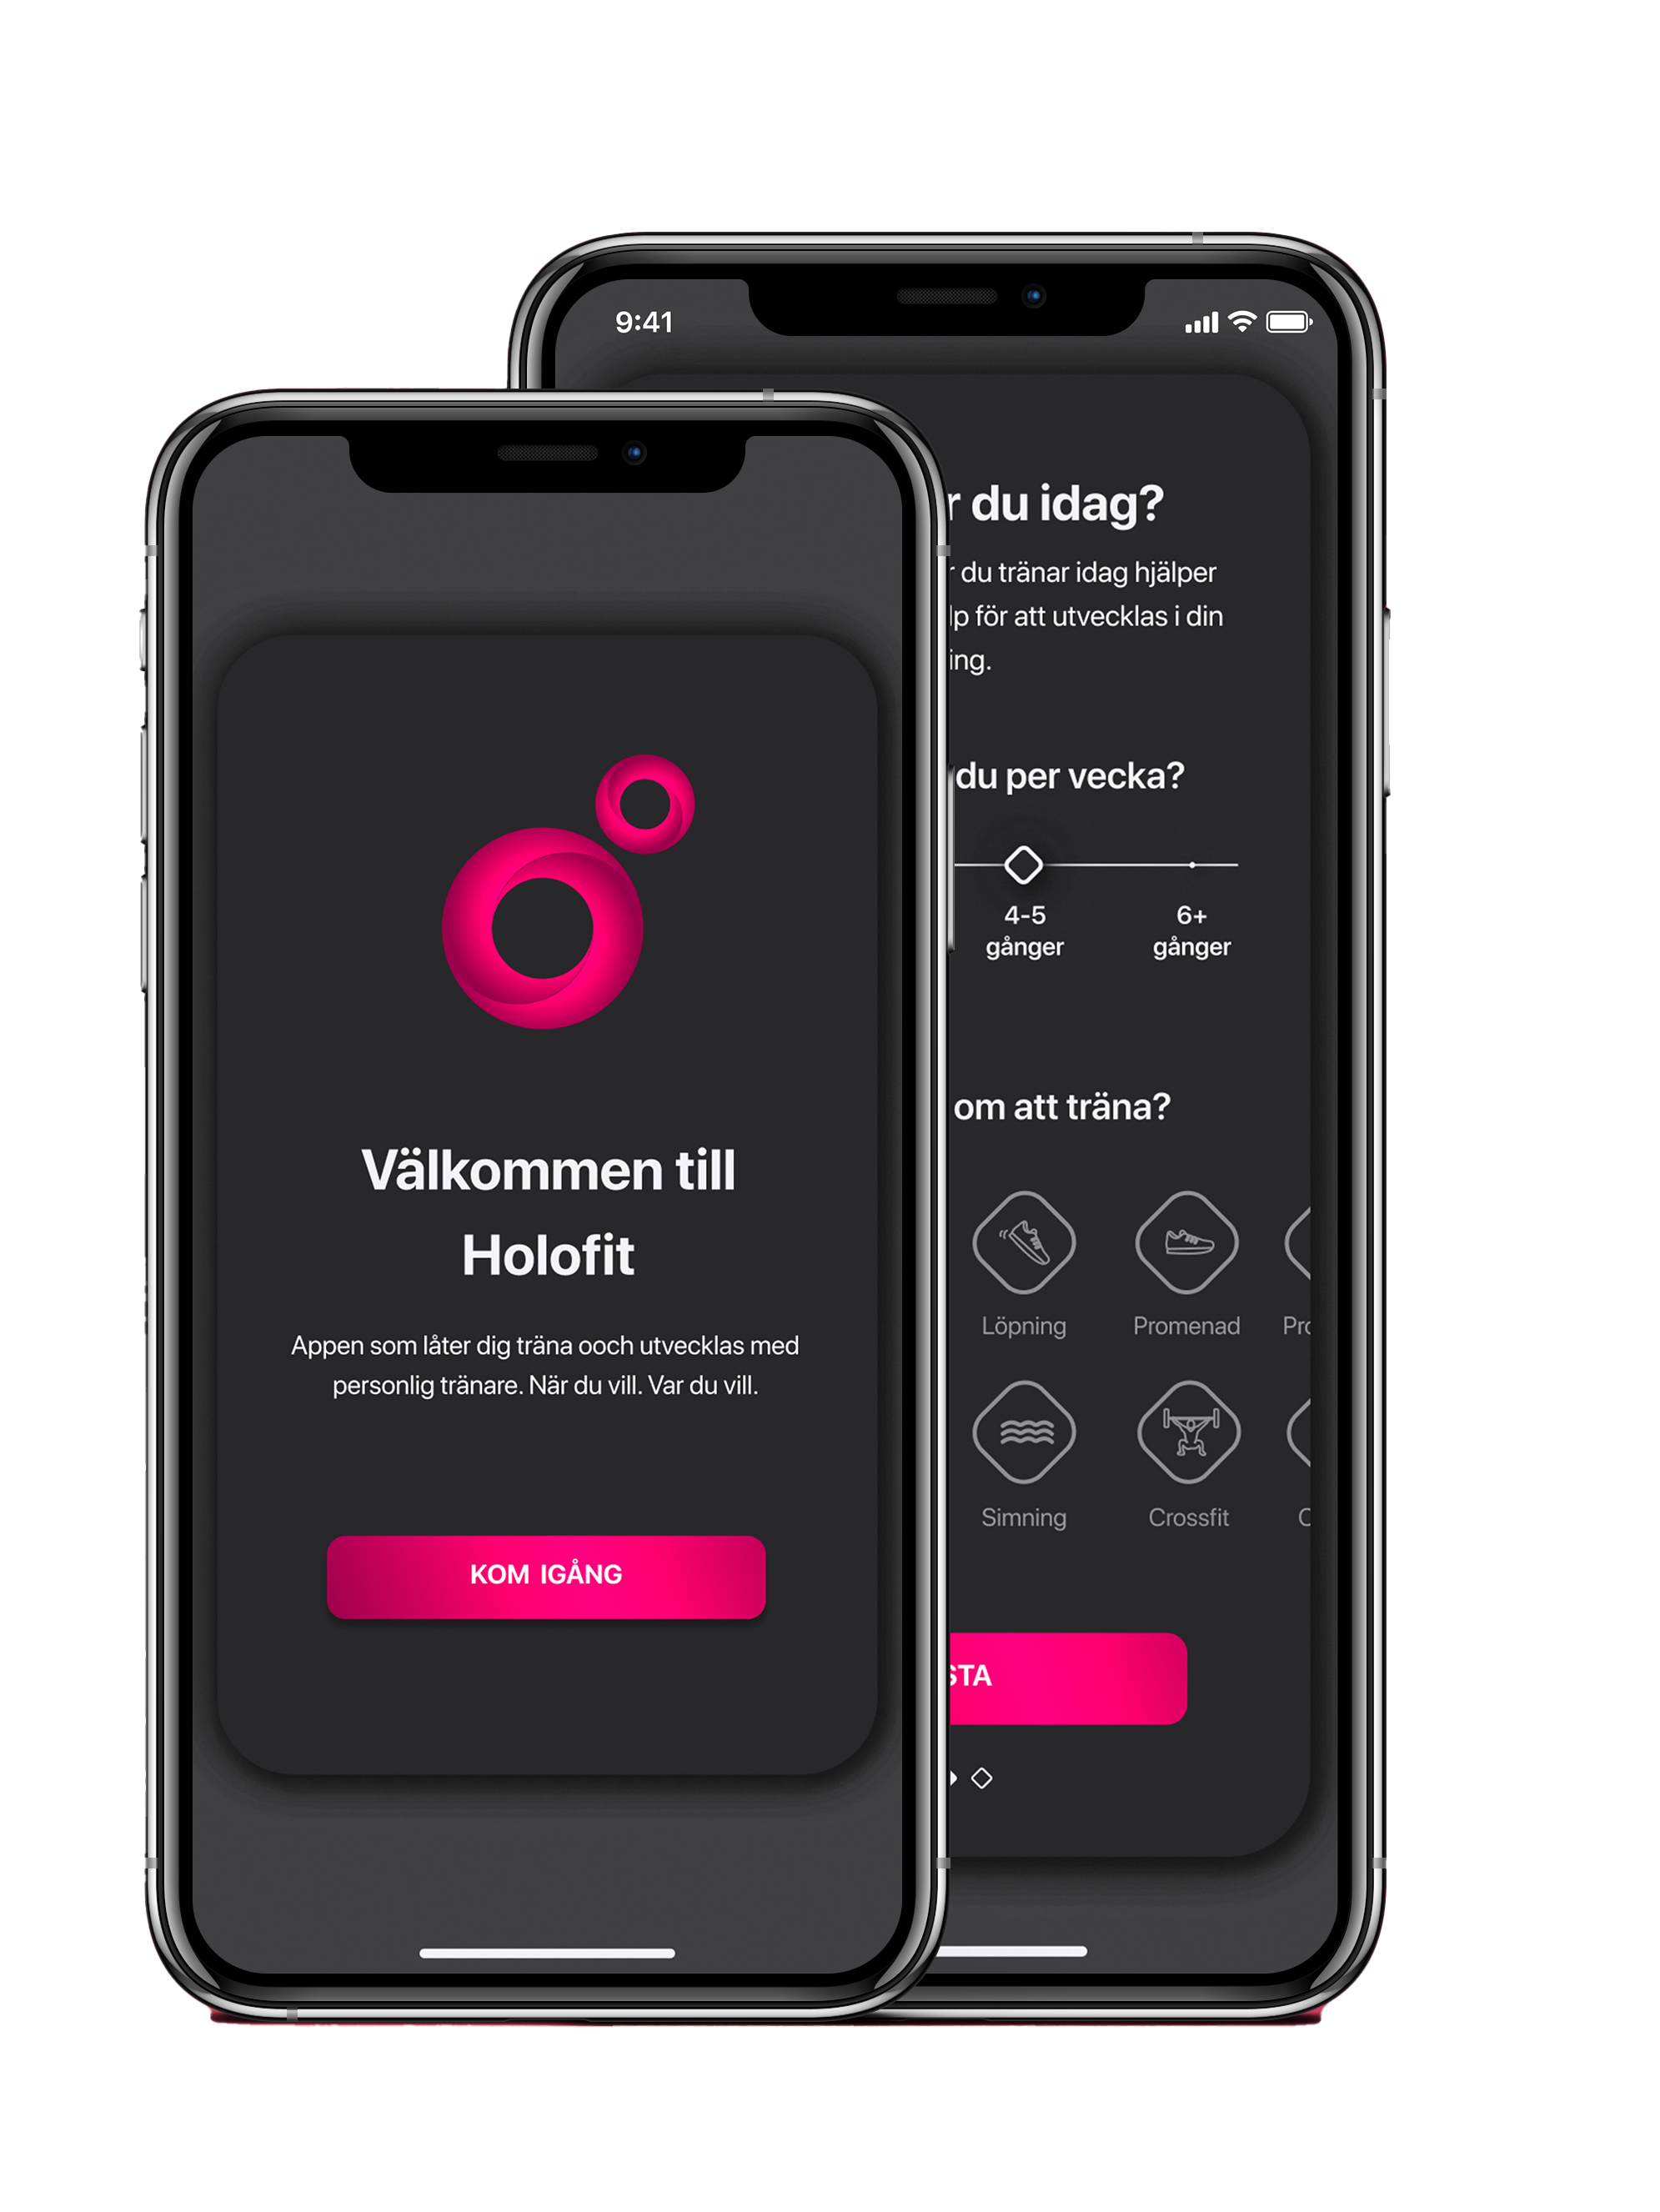 9:41
Välkommen till
Holofit
Appen som låter dig träna ooch utvecklas med
personlig tränare. När du vill. Var du vill.
KOM IGÅNG
r du idag?
r du tränar idag hjälper
lp för att utvecklas i din
ing.
du per vecka?
4-5
gånger
6+
gånger
om att träna?
Löpning
Promenad
Simning
Crossfit
STA